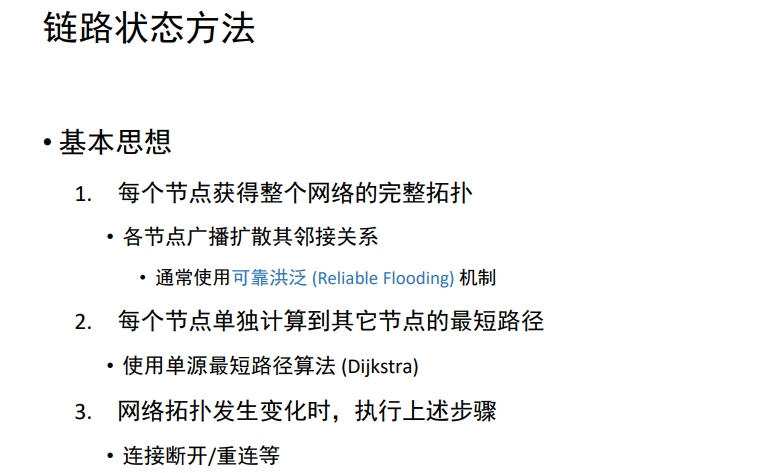 链路状态方法
• 基本思想
1. 每个节点获得整个网络的完整拓扑
• 各节点广播扩散其邻接关系
• 通常使用可靠洪泛 (Reliable Flooding) 机制
2. 每个节点单独计算到其它节点的最短路径
• 使用单源最短路径算法 (Dijkstra)
3. 网络拓扑发生变化时，执行上述步骤
• 连接断开/重连等